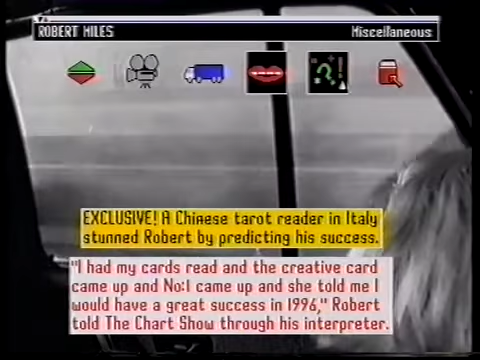 ROBERT MILES Miscellaneous
EXCLUSIVE! A Chinese tarot reader in Italy
stunned Robert by predicting his success.
"I had my cards read and the creative card
came up and No:1 came up and she told me I
would have a great success in 1996," Robert
told The Chart Show through his interpreter.